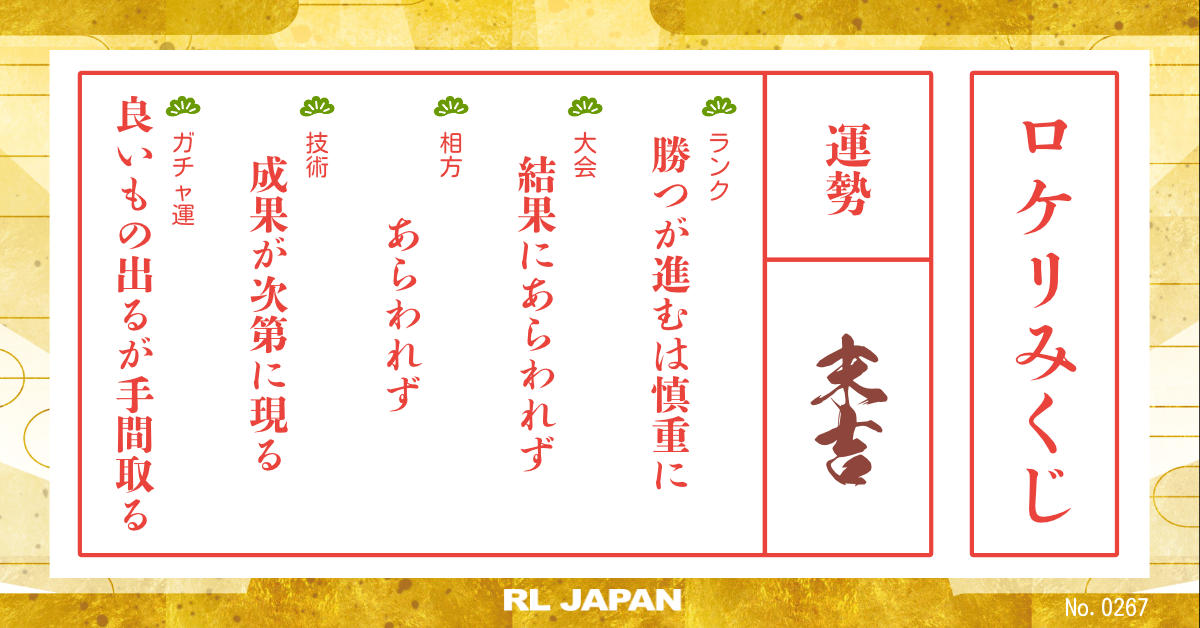 ロケリみくじ
運勢
末吉
ランク
勝つが進むは慎重に
大会
結果にあらわれず
相方
あらわれず
技術
成果が次第に現る
ガチャ運
良いもの出るが手間取る
RL JAPAN
No. 0267